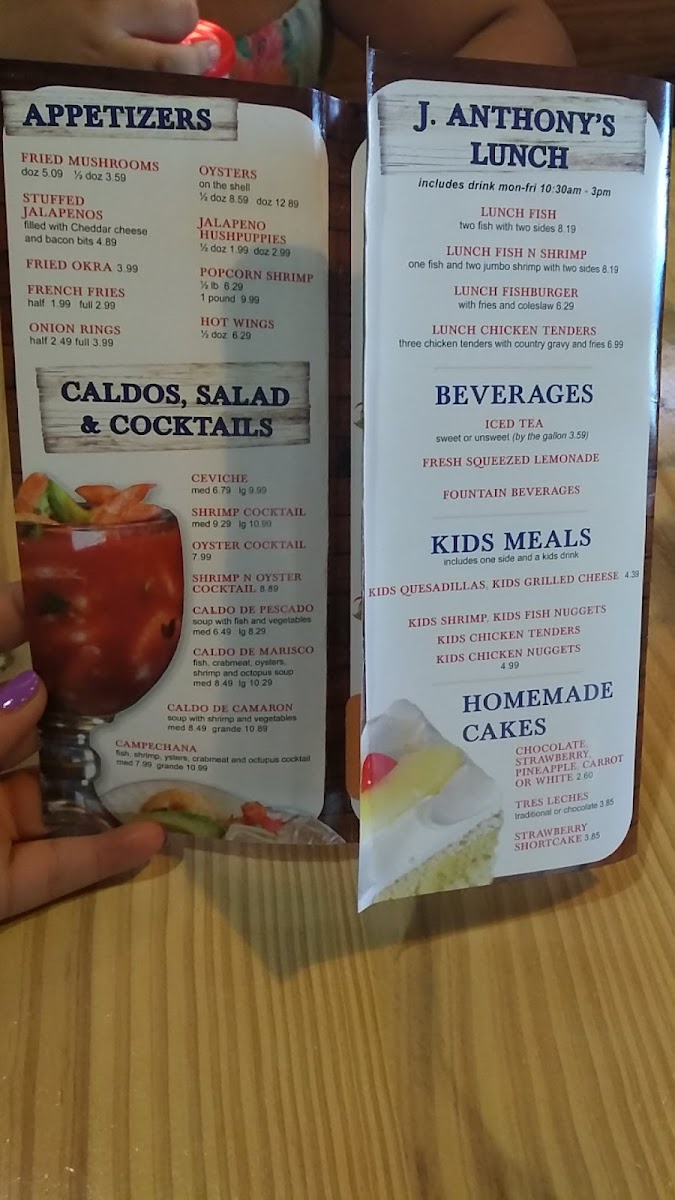 APPETIZERS
FRIED MUSHROOMS
doz 5.09 ½ doz 3.59
STUFFED
JALAPENOS
filled with Cheddar cheese
and bacon bits 4.89
FRIED OKRA 3.99
FRENCH FRIES
half 1.99 full 2.99
ONION RINGS
half 2.49 full 3.99
OYSTERS
on the shell
½ doz 8.59 doz 12.89
JALAPENO
HUSHPUPPIES
½ doz 1.99 doz 2.99
POPCORN SHRIMP
½ lb 6.29
1 pound 9.99
HOT WINGS
½ doz 6.29
CALDOS, SALAD
& COCKTAILS
CEVICHE
med 6.79 lg 9.99
SHRIMP COCKTAIL
med 9.29 lg 10.99
OYSTER COCKTAIL
7.99
SHRIMP N OYSTER
COCKTAIL 8.89
CALDO DE PESCADO
soup with fish and vegetables
med 6.49 lg 8.29
CALDO DE MARISCO
fish, crabmeat, oysters,
shrimp and octopus soup
med 8.49 lg 10.29
CALDO DE CAMARON
soup with shrimp and vegetables
med 8.49 grande 10.89
CAMPECHANA
fish, shrimp, ysters, crabmeat and octupus cocktail
med 7.99 grande 10.99
J. ANTHONY'S
LUNCH
includes drink mon-fri 10:30am - 3pm
LUNCH FISH
two fish with two sides 8.19
LUNCH FISH N SHRIMP
one fish and two jumbo shrimp with two sides 8.19
LUNCH FISHBURGER
with fries and coleslaw 6.29
LUNCH CHICKEN TENDERS
three chicken tenders with country gravy and fries 6.99
BEVERAGES
ICED TEA
sweet or unsweet (by the gallon 3.59)
FRESH SQUEEZED LEMONADE
FOUNTAIN BEVERAGES
KIDS MEALS
includes one side and a kids drink
KIDS QUESADILLAS, KIDS GRILLED CHEESE 4.39
KIDS SHRIMP, KIDS FISH NUGGETS
KIDS CHICKEN TENDERS
KIDS CHICKEN NUGGETS
4.99
HOMEMADE
CAKES
CHOCOLATE,
STRAWBERRY,
PINEAPPLE, CARROT
OR WHITE 2.60
TRES LECHES
traditional or chocolate 3.85
STRAWBERRY
SHORTCAKE 3.85